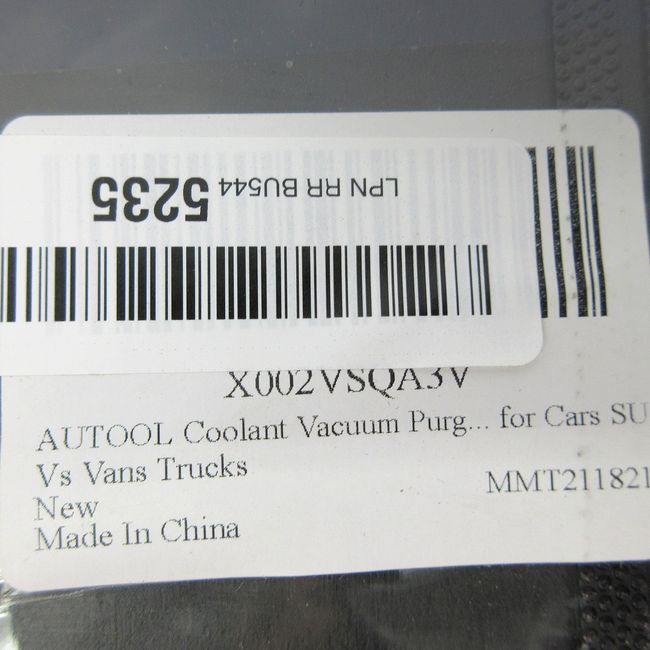 LPN RR BU544 5235
X002VSQA3V
AUTOOL Coolant Vacuum Purg... for Cars SU
Vs Vans Trucks
New
MMT211821
Made In China